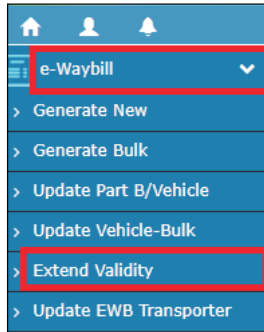 e-Waybill
Generate New
Generate Bulk
Update Part B/Vehicle
Update Vehicle-Bulk
Extend Validity
Update EWB Transporter